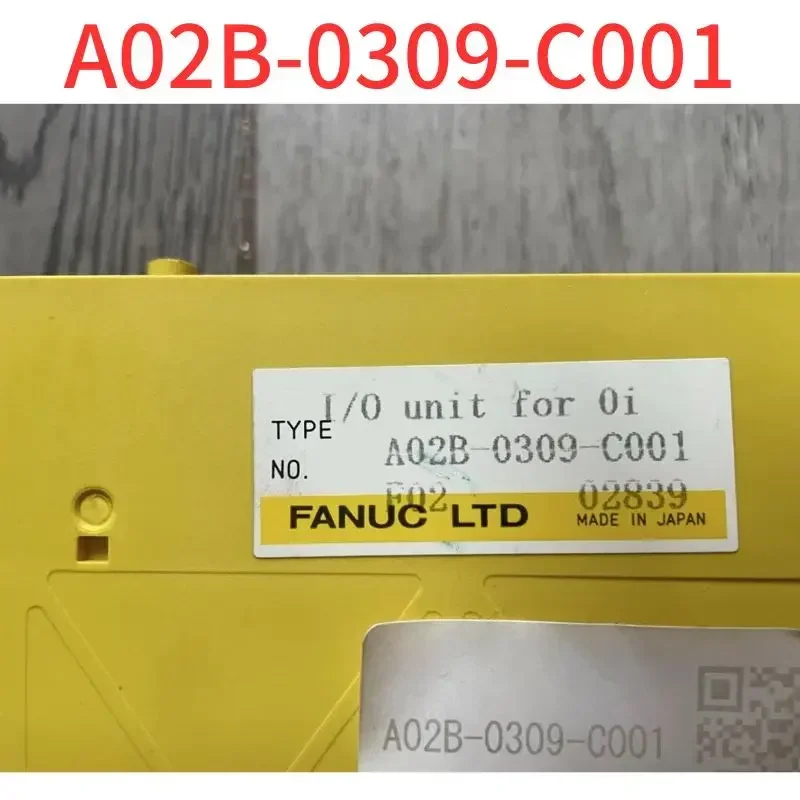 A02B-0309-C001
I/O unit for 0i
TYPE A02B-0309-C001
NO. F02 02839
FANUC LTD MADE IN JAPAN
A02B-0309-C001